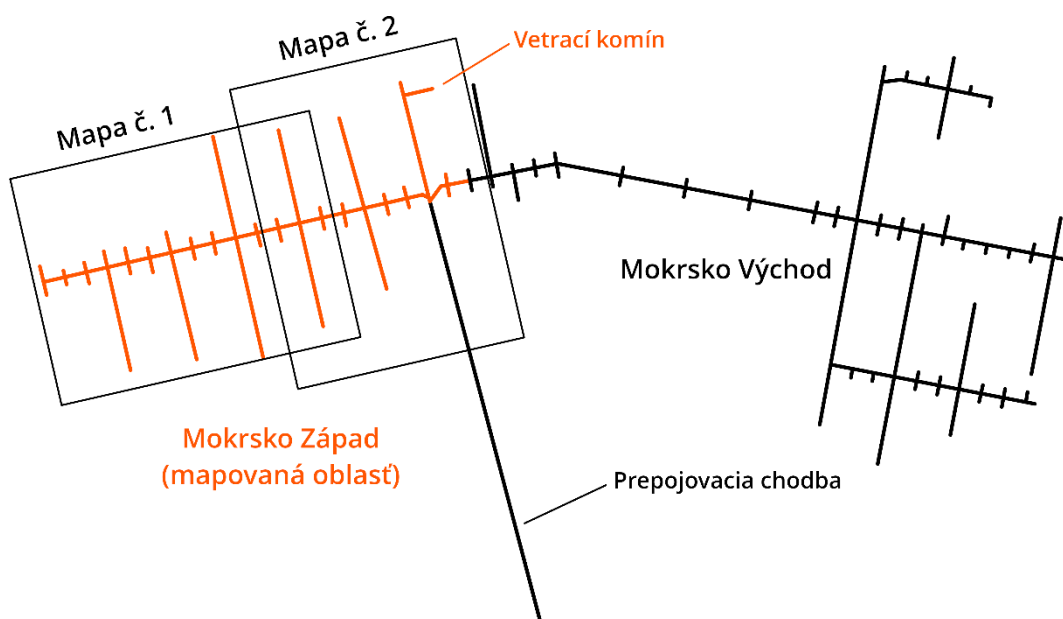 Mapa č. 2
Vetrací komín
Mapa č. 1
Mokrsko Východ
Mokrsko Západ
(mapovaná oblasť)
Prepojovacia chodba